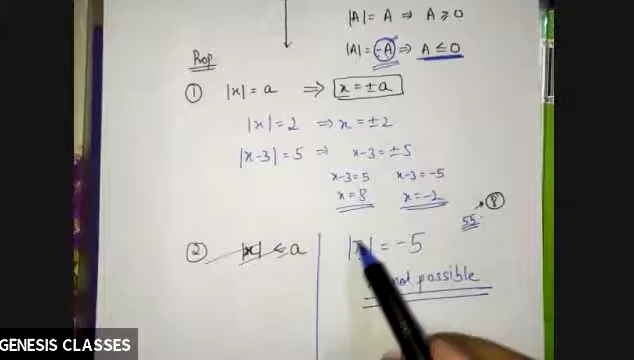 |A| = A ⇒ A ≥ 0
|A| = -A ⇒ A ≤ 0
Prop
① |x| = a ⇒ x = ±a
|x| = 2 ⇒ x = ±2
|x-3| = 5 ⇒ x-3 = ±5
x-3 = 5 x-3 = -5
x = 8 x = -2
⑧
55
② |x| ≤ a
|x| = -5
not possible
GENESIS CLASSES